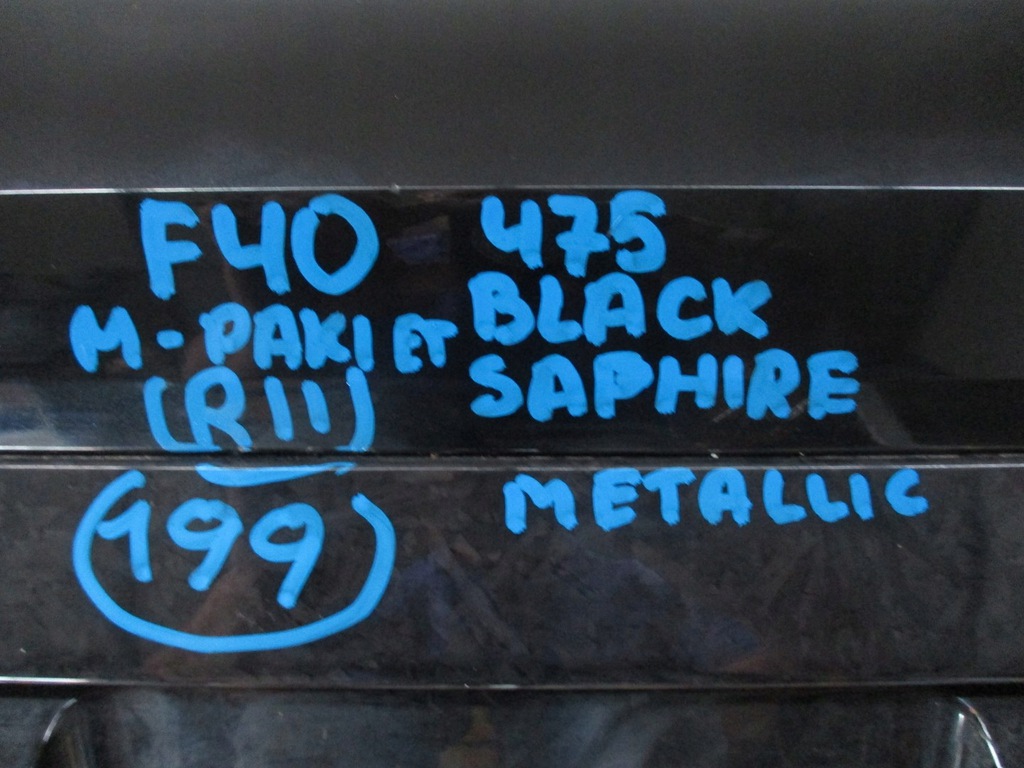 F40
M-PAKIET
(R11)
199
475
BLACK
SAPHIRE
METALLIC